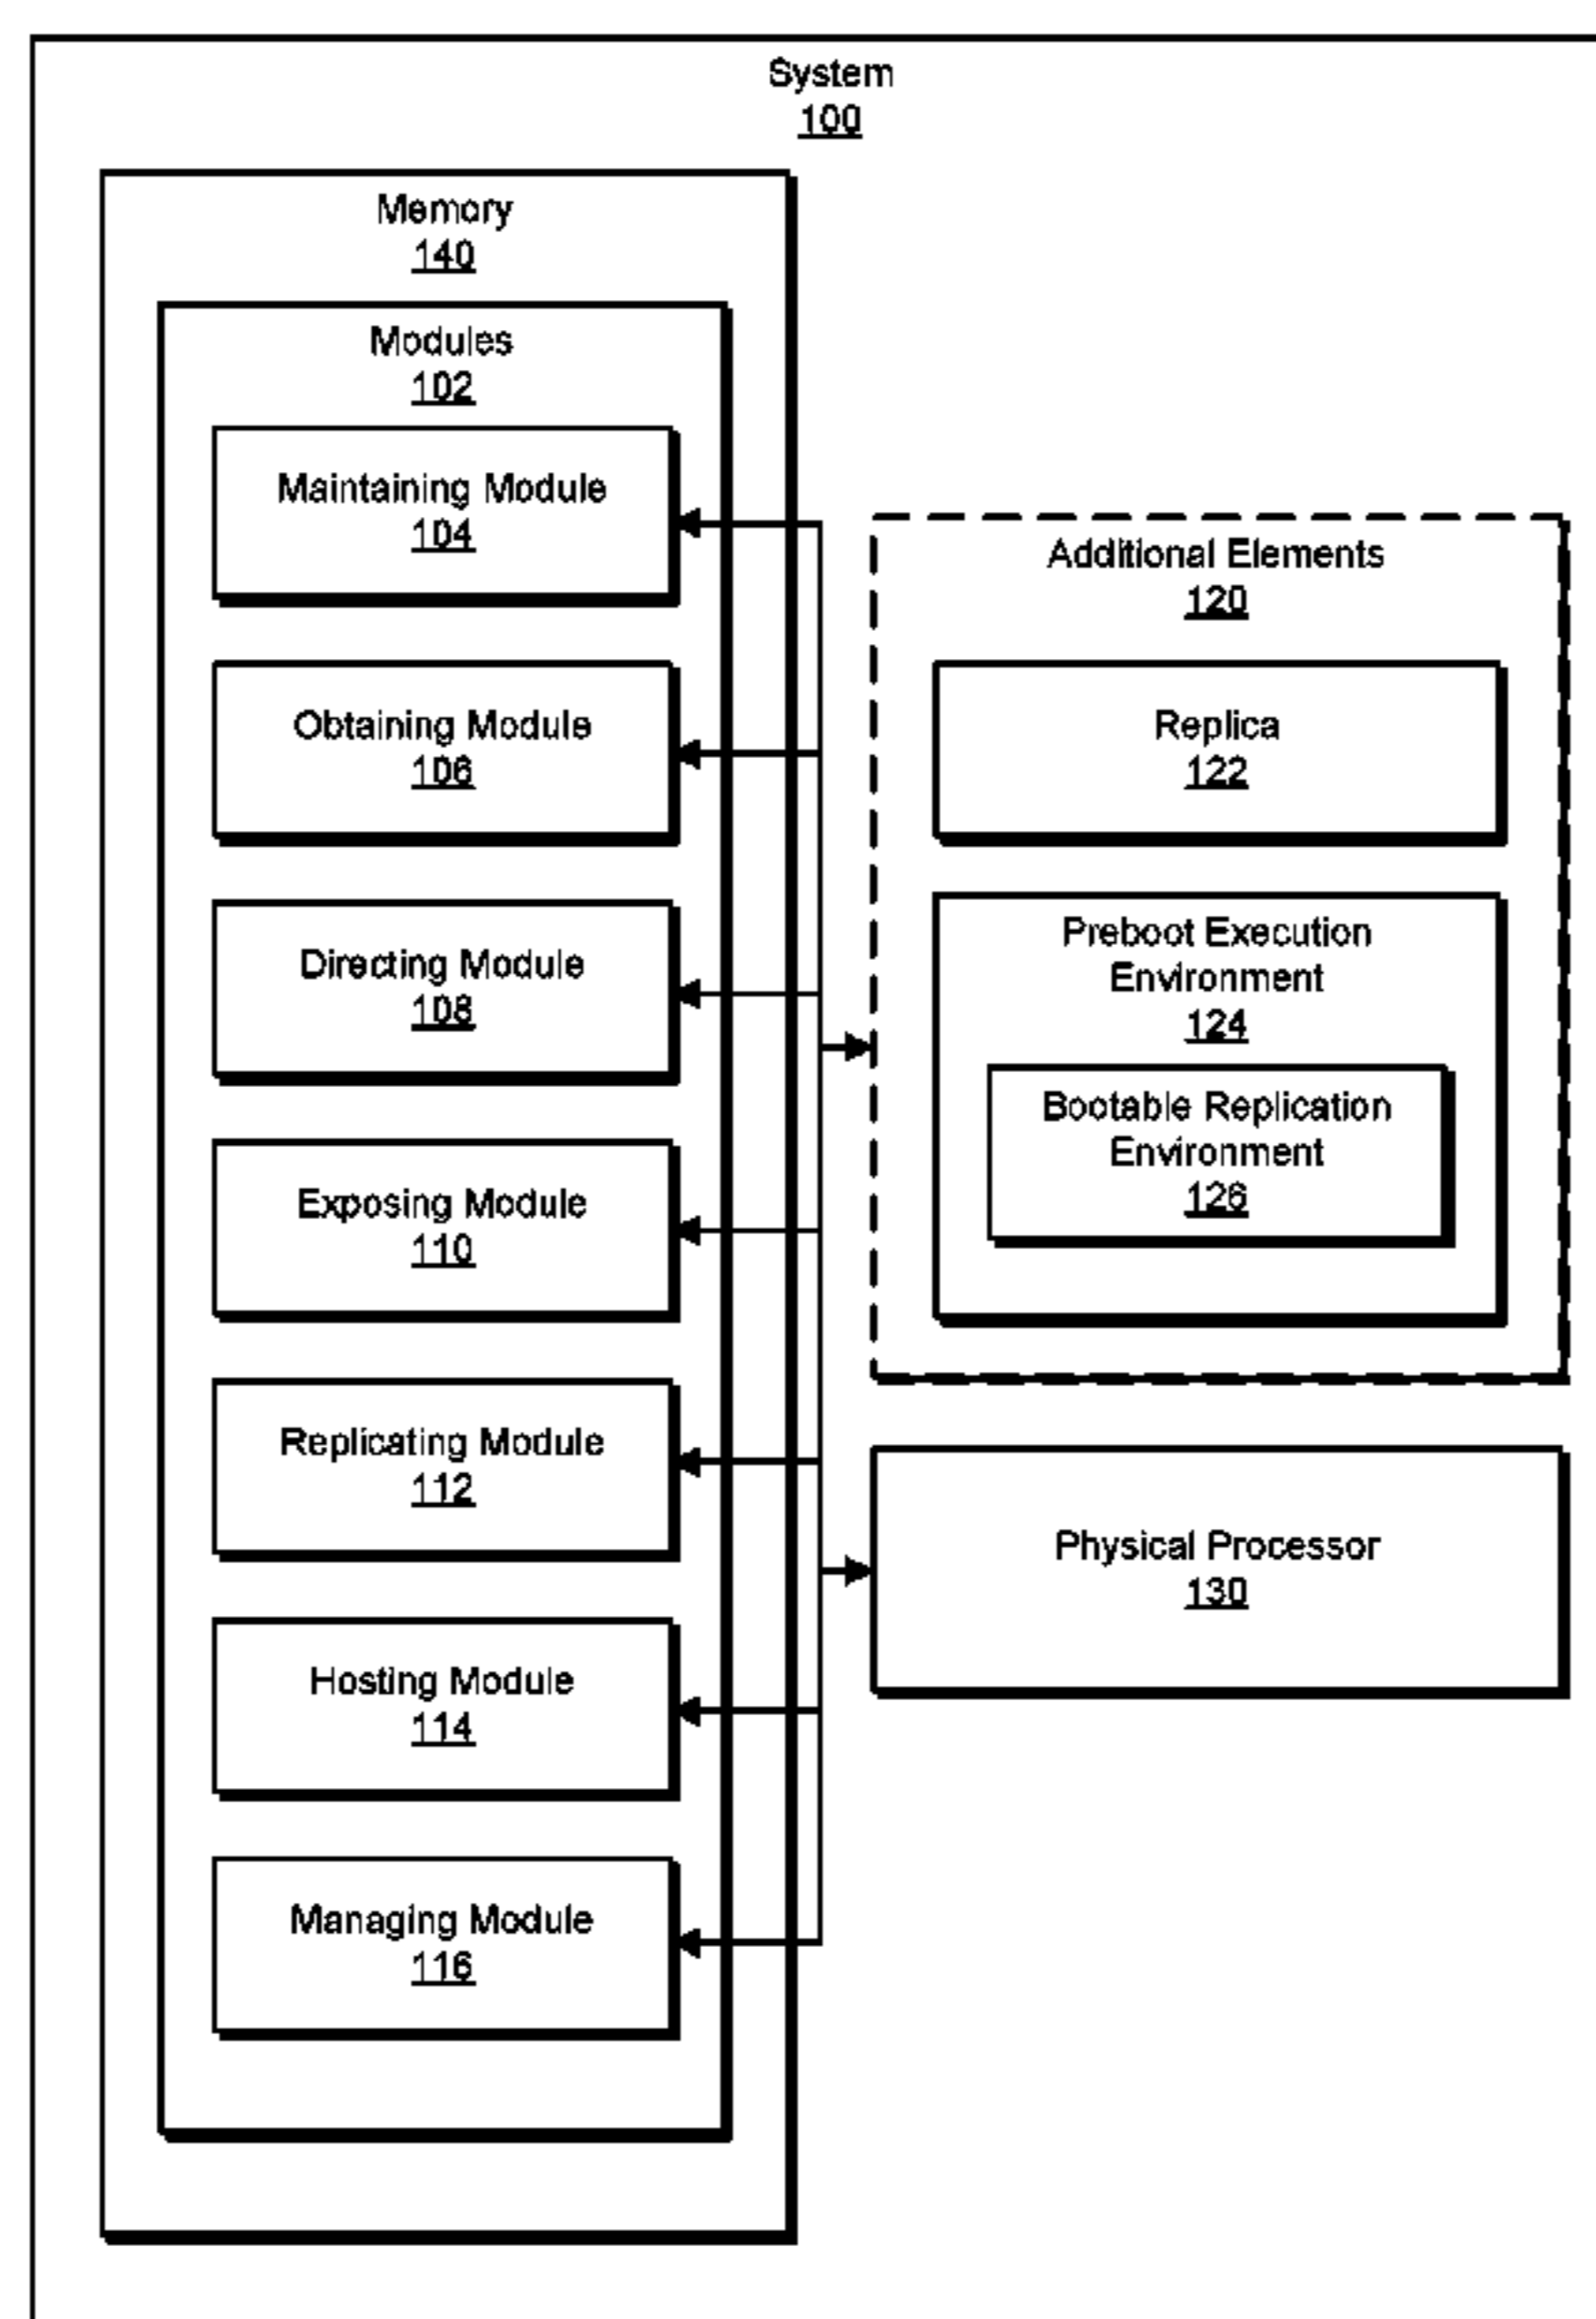 System
100
Memory
140
Modules
102
Maintaining Module
104
Obtaining Module
106
Directing Module
108
Exposing Module
110
Replicating Module
112
Hosting Module
114
Managing Module
116
Additional Elements
120
Replica
122
Preboot Execution
Environment
124
Bootable Replication
Environment
126
Physical Processor
130